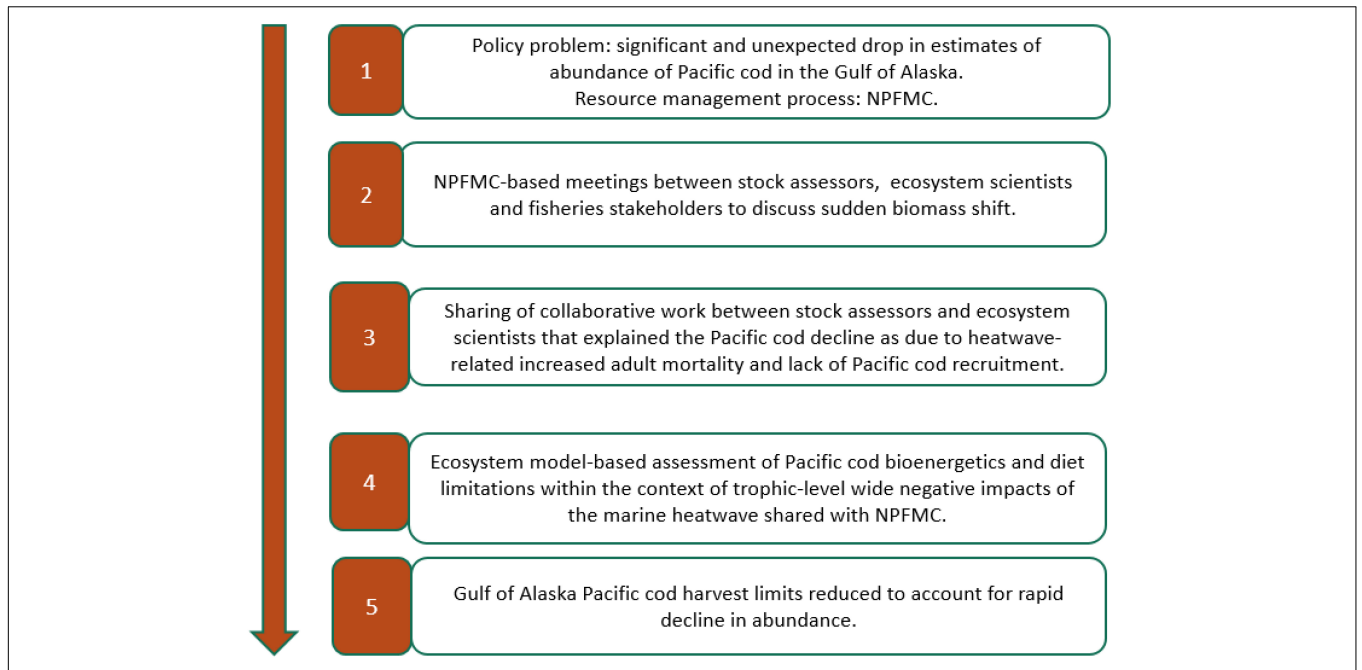 1
Policy problem: significant and unexpected drop in estimates of
abundance of Pacific cod in the Gulf of Alaska.
Resource management process: NPFMC.
2
NPFMC-based meetings between stock assessors, ecosystem scientists
and fisheries stakeholders to discuss sudden biomass shift.
3
Sharing of collaborative work between stock assessors and ecosystem
scientists that explained the Pacific cod decline as due to heatwave-
related increased adult mortality and lack of Pacific cod recruitment.
4
Ecosystem model-based assessment of Pacific cod bioenergetics and diet
limitations within the context of trophic-level wide negative impacts of
the marine heatwave shared with NPFMC.
5
Gulf of Alaska Pacific cod harvest limits reduced to account for rapid
decline in abundance.